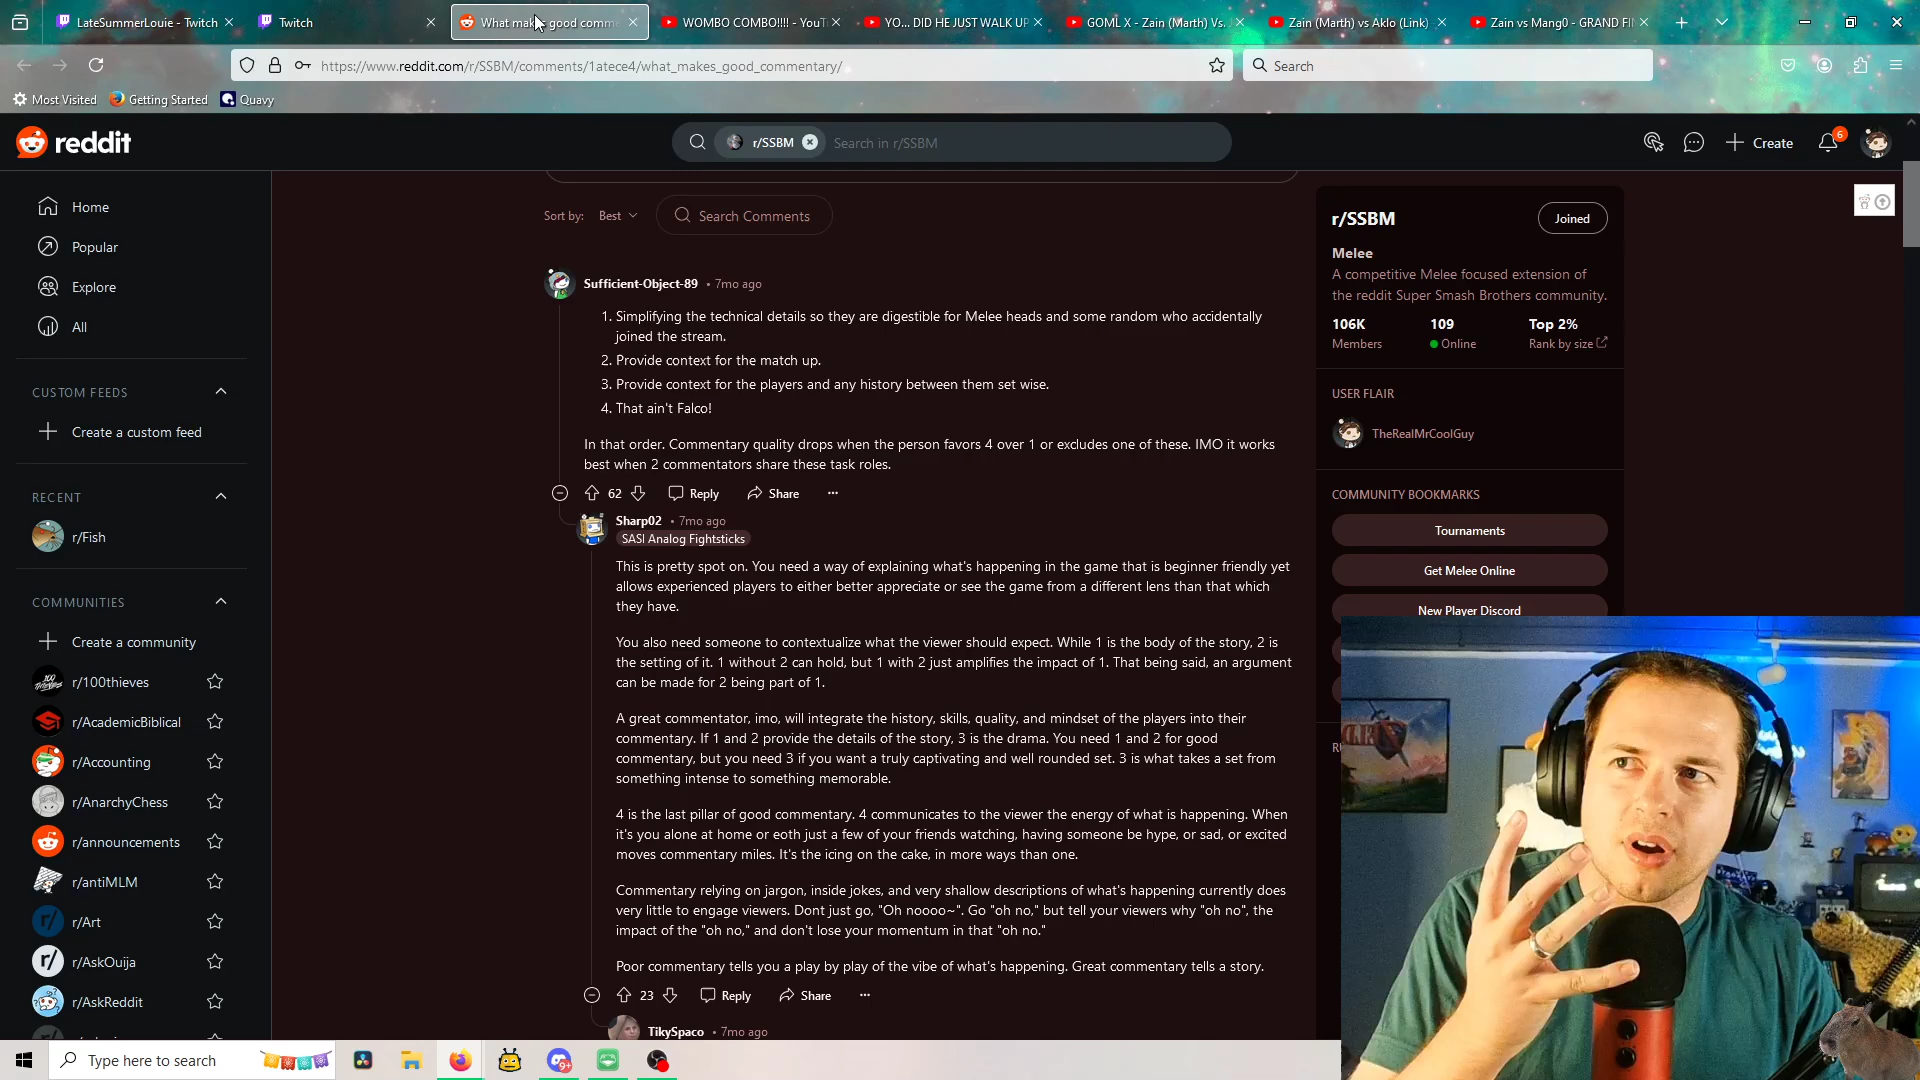 LateSummerLouie - Twitch
Twitch
What makes good comm
WOMBO COMBO!!!! - YouT
YO... DID HE JUST WALK UP
GOML X - Zain (Marth) Vs.
Zain (Marth) vs Aklo (Link)
Zain vs Mang0 - GRAND FI
https://www.reddit.com/r/SSBM/comments/1atece4/what_makes_good_commentary/
Search
Most Visited
Getting Started
Quavy
reddit
r/SSBM
Search in r/SSBM
Create
6
Home
Popular
Explore
All
CUSTOM FEEDS
Create a custom feed
RECENT
r/Fish
COMMUNITIES
Create a community
r/100thieves
r/AcademicBiblical
r/Accounting
r/AnarchyChess
r/announcements
r/antiMLM
r/Art
r/AskOuija
r/AskReddit
Sort by: Best
Search Comments
Sufficient-Object-89 • 7mo ago
1. Simplifying the technical details so they are digestible for Melee heads and some random who accidentally
joined the stream.
2. Provide context for the match up.
3. Provide context for the players and any history between them set wise.
4. That ain't Falco!
In that order. Commentary quality drops when the person favors 4 over 1 or excludes one of these. IMO it works
best when 2 commentators share these task roles.
62 Reply Share ...
Sharp02 • 7mo ago
SASI Analog Fightsticks
This is pretty spot on. You need a way of explaining what's happening in the game that is beginner friendly yet
allows experienced players to either better appreciate or see the game from a different lens than that which
they have.
You also need someone to contextualize what the viewer should expect. While 1 is the body of the story, 2 is
the setting of it. 1 without 2 can hold, but 1 with 2 just amplifies the impact of 1. That being said, an argument
can be made for 2 being part of 1.
A great commentator, imo, will integrate the history, skills, quality, and mindset of the players into their
commentary. If 1 and 2 provide the details of the story, 3 is the drama. You need 1 and 2 for good
commentary, but you need 3 if you want a truly captivating and well rounded set. 3 is what takes a set from
something intense to something memorable.
4 is the last pillar of good commentary. 4 communicates to the viewer the energy of what is happening. When
it's you alone at home or eoth just a few of your friends watching, having someone be hype, or sad, or excited
moves commentary miles. It's the icing on the cake, in more ways than one.
Commentary relying on jargon, inside jokes, and very shallow descriptions of what's happening currently does
very little to engage viewers. Dont just go, "Oh noooo~". Go "oh no," but tell your viewers why "oh no", the
impact of the "oh no," and don't lose your momentum in that "oh no."
Poor commentary tells you a play by play of the vibe of what's happening. Great commentary tells a story.
23 Reply Share ...
TikySpaco • 7mo ago
r/SSBM
Joined
Melee
A competitive Melee focused extension of
the reddit Super Smash Brothers community.
106K
Members
109
Online
Top 2%
Rank by size
USER FLAIR
TheRealMrCoolGuy
COMMUNITY BOOKMARKS
Tournaments
Get Melee Online
New Player Discord
Type here to search
9+